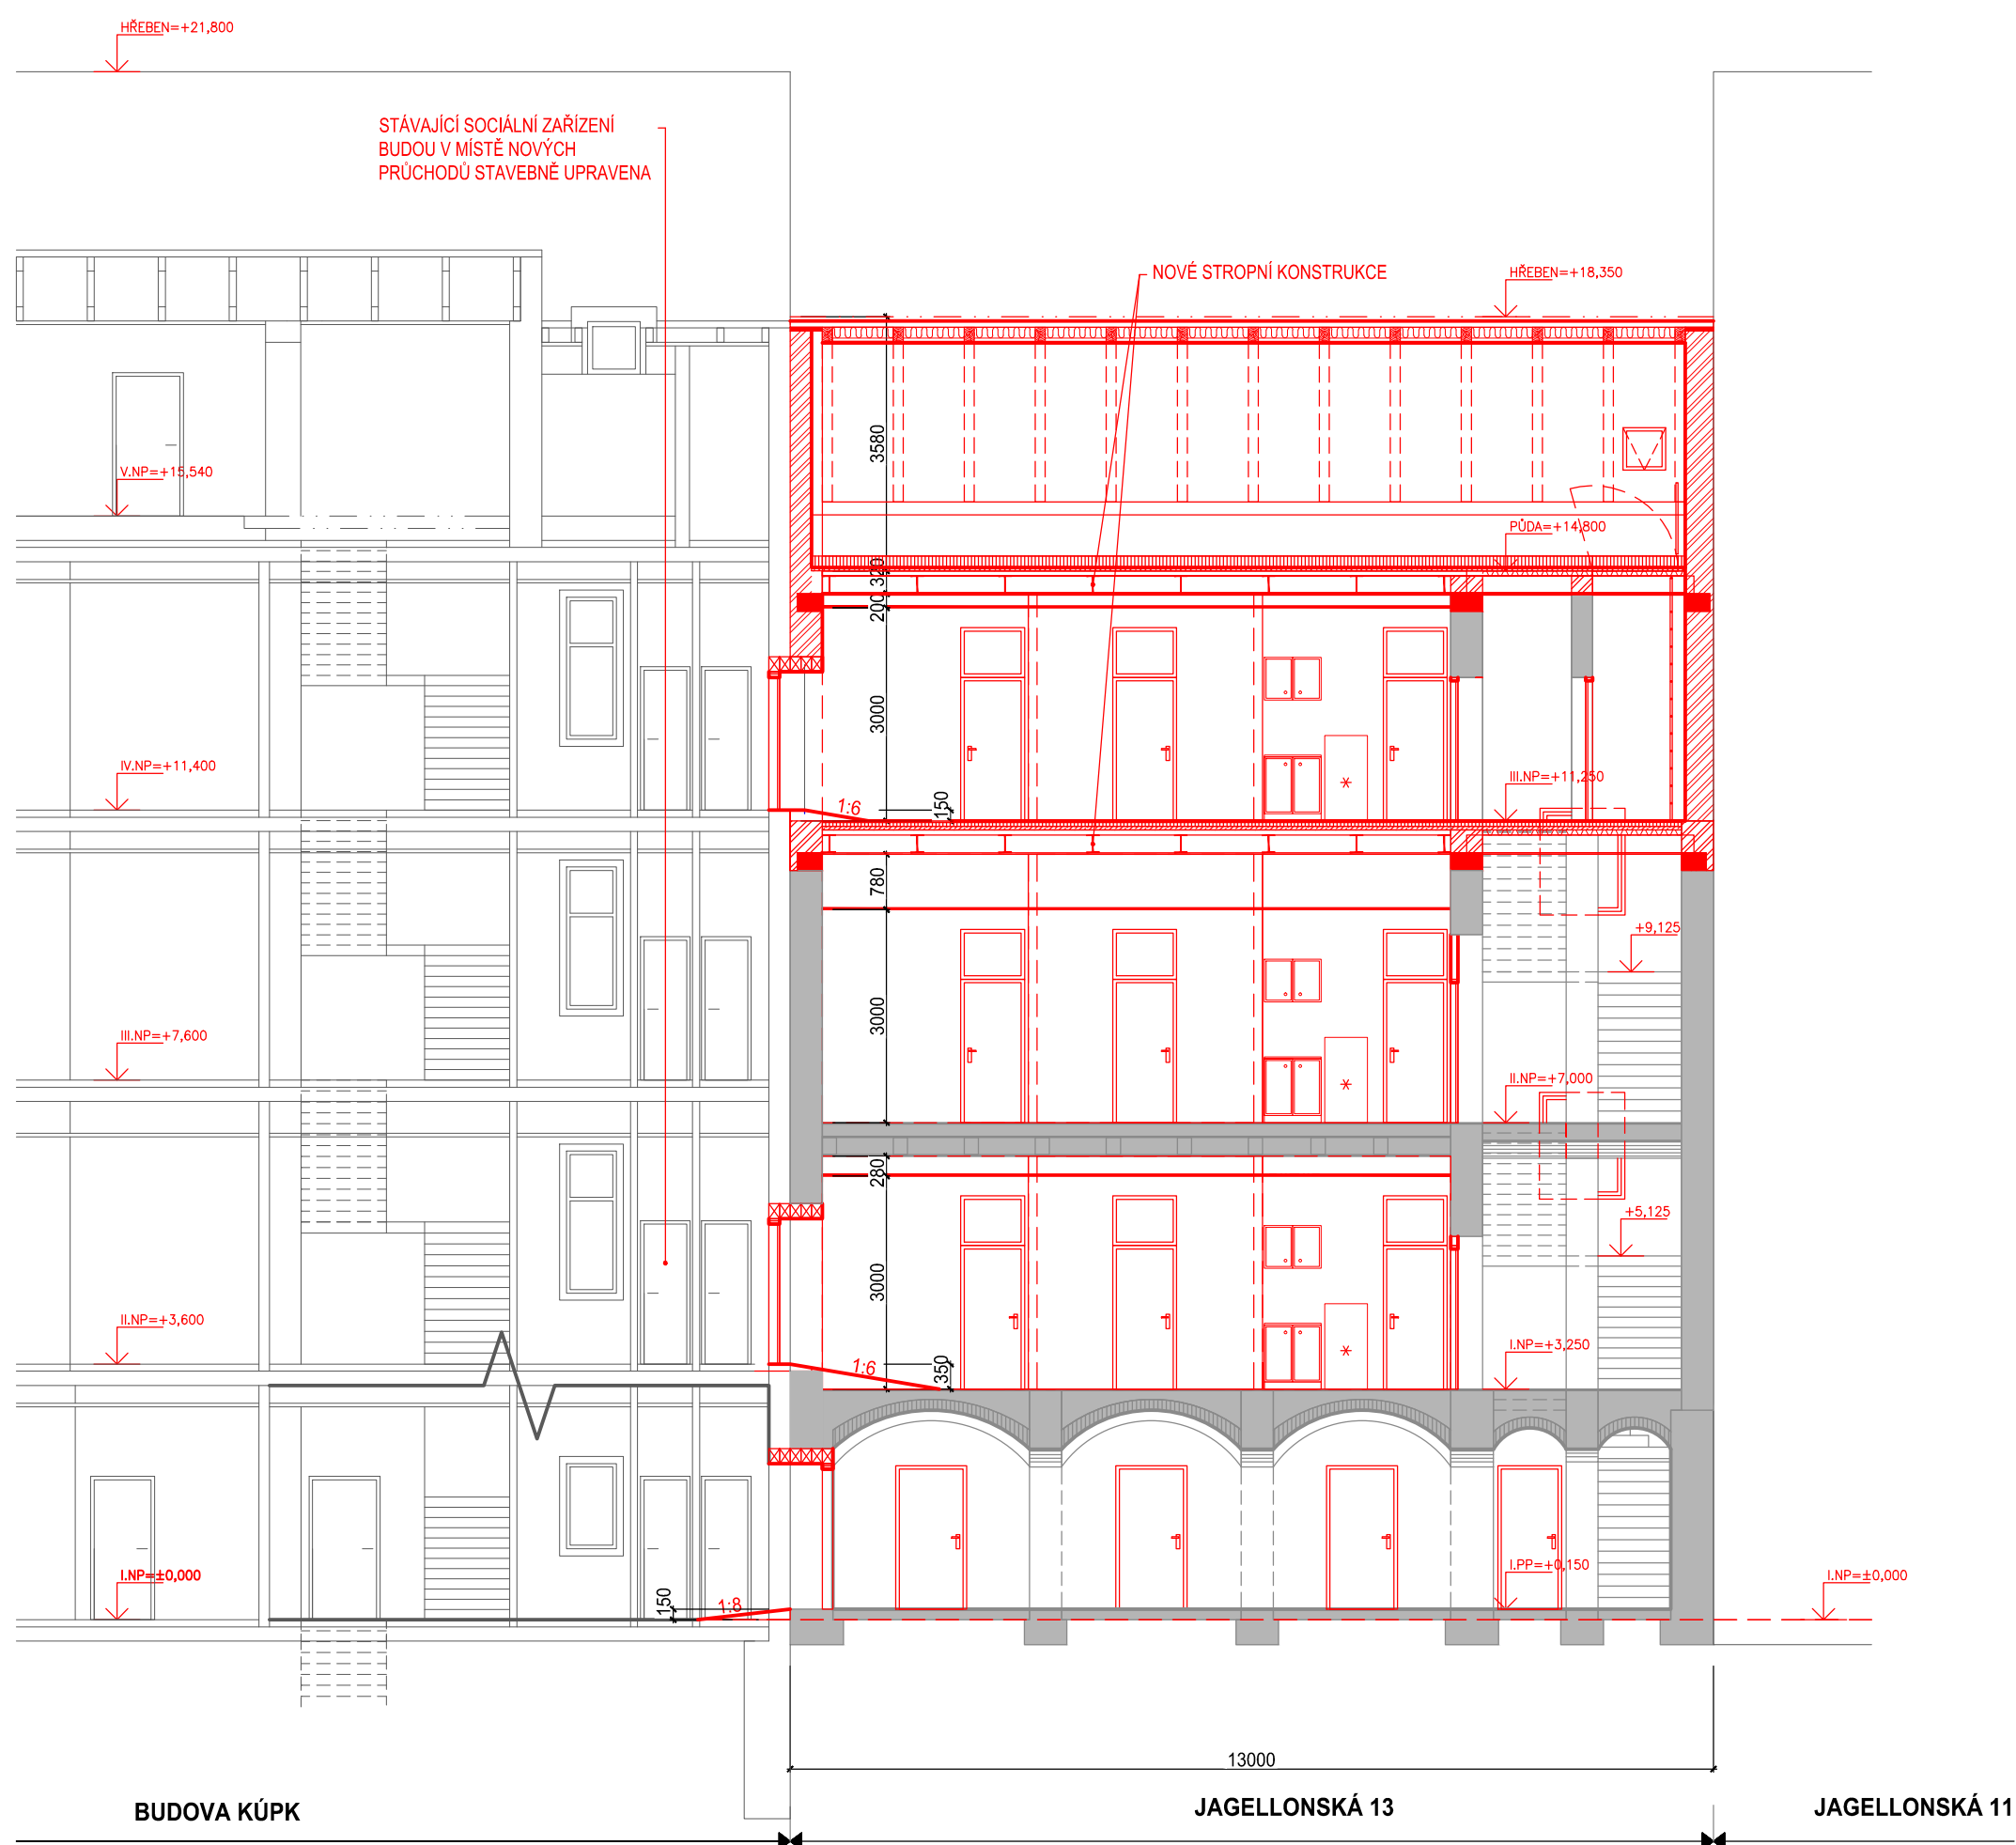 HŘEBEN=+21,800
STÁVAJÍCÍ SOCIÁLNÍ ZAŘÍZENÍ
BUDOU V MÍSTĚ NOVÝCH
PRŮCHODŮ STAVEBNĚ UPRAVENA
NOVÉ STROPNÍ KONSTRUKCE
HŘEBEN=+18,350
3580
V.NP=+15,540
PŮDA=+14,800
320
200
3000
IV.NP=+11,400
III.NP=+11,250
1:6
150
780
+9,125
3000
III.NP=+7,600
II.NP=+7,000
280
+5,125
3000
II.NP=+3,600
I.NP=+3,250
1:6
350
I.PP=+0,150
I.NP=±0,000
I.NP=±0,000
150
1:8
13000
BUDOVA KÚPK
JAGELLONSKÁ 13
JAGELLONSKÁ 11